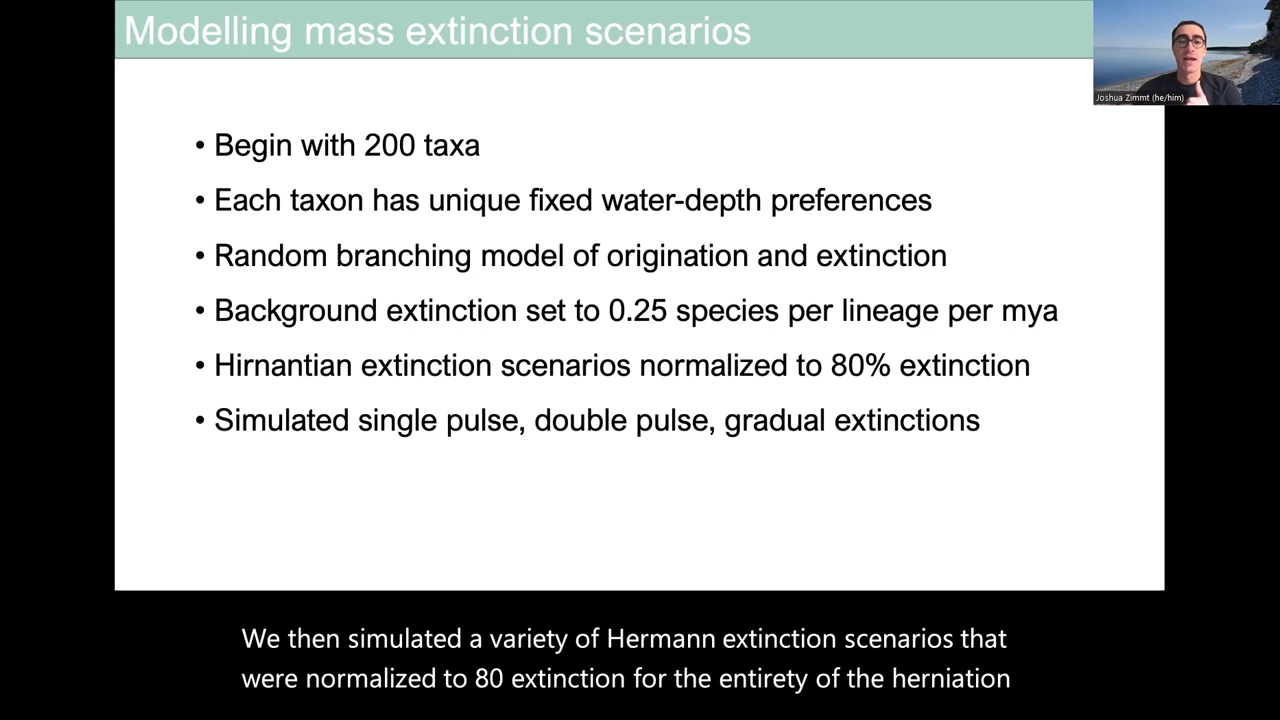 Modelling mass extinction scenarios
Joshua Zimmt (he/him)
• Begin with 200 taxa
• Each taxon has unique fixed water-depth preferences
• Random branching model of origination and extinction
• Background extinction set to 0.25 species per lineage per mya
• Hirnantian extinction scenarios normalized to 80% extinction
• Simulated single pulse, double pulse, gradual extinctions
We then simulated a variety of Hermann extinction scenarios that
were normalized to 80 extinction for the entirety of the herniation